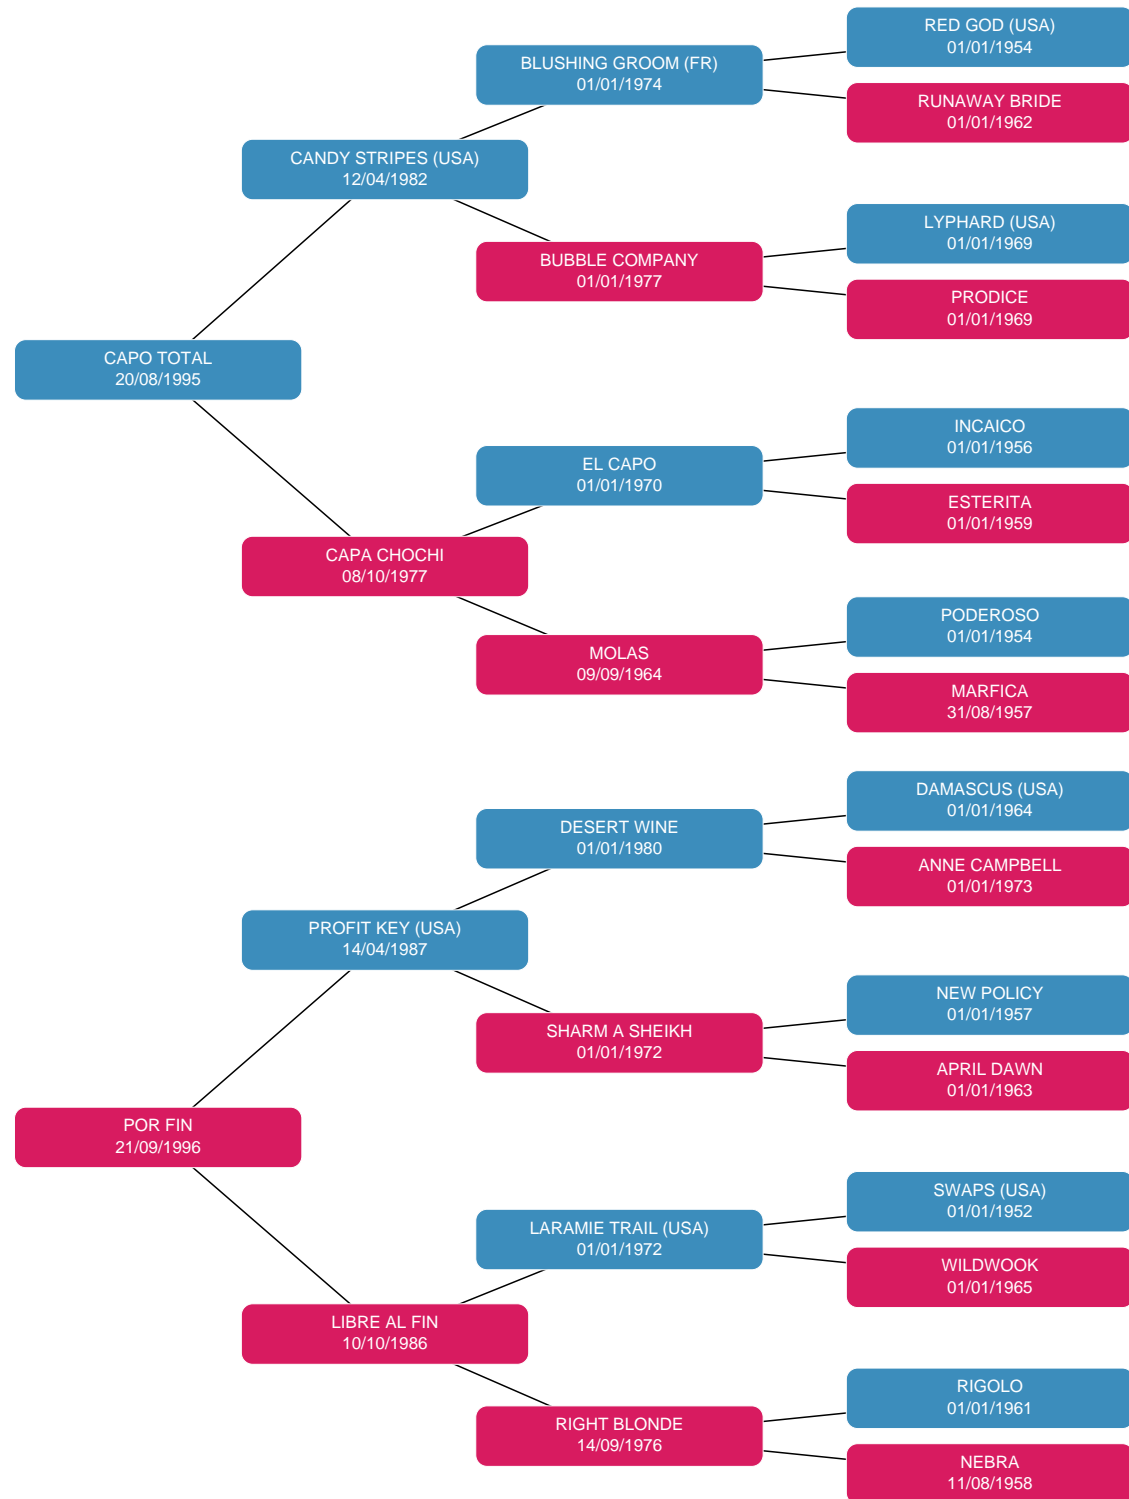 RED GOD (USA)
01/01/1954
BLUSHING GROOM (FR)
01/01/1974
RUNAWAY BRIDE
01/01/1962
CANDY STRIPES (USA)
12/04/1982
LYPHARD (USA)
01/01/1969
BUBBLE COMPANY
01/01/1977
PRODICE
01/01/1969
CAPO TOTAL
20/08/1995
INCAICO
01/01/1956
EL CAPO
01/01/1970
ESTERITA
01/01/1959
CAPA CHOCHI
08/10/1977
PODEROSO
01/01/1954
MOLAS
09/09/1964
MARFICA
31/08/1957
DAMASCUS (USA)
01/01/1964
DESERT WINE
01/01/1980
ANNE CAMPBELL
01/01/1973
PROFIT KEY (USA)
14/04/1987
NEW POLICY
01/01/1957
SHARM A SHEIKH
01/01/1972
APRIL DAWN
01/01/1963
POR FIN
21/09/1996
SWAPS (USA)
01/01/1952
LARAMIE TRAIL (USA)
01/01/1972
WILDWOOK
01/01/1965
LIBRE AL FIN
10/10/1986
RIGOLO
01/01/1961
RIGHT BLONDE
14/09/1976
NEBRA
11/08/1958